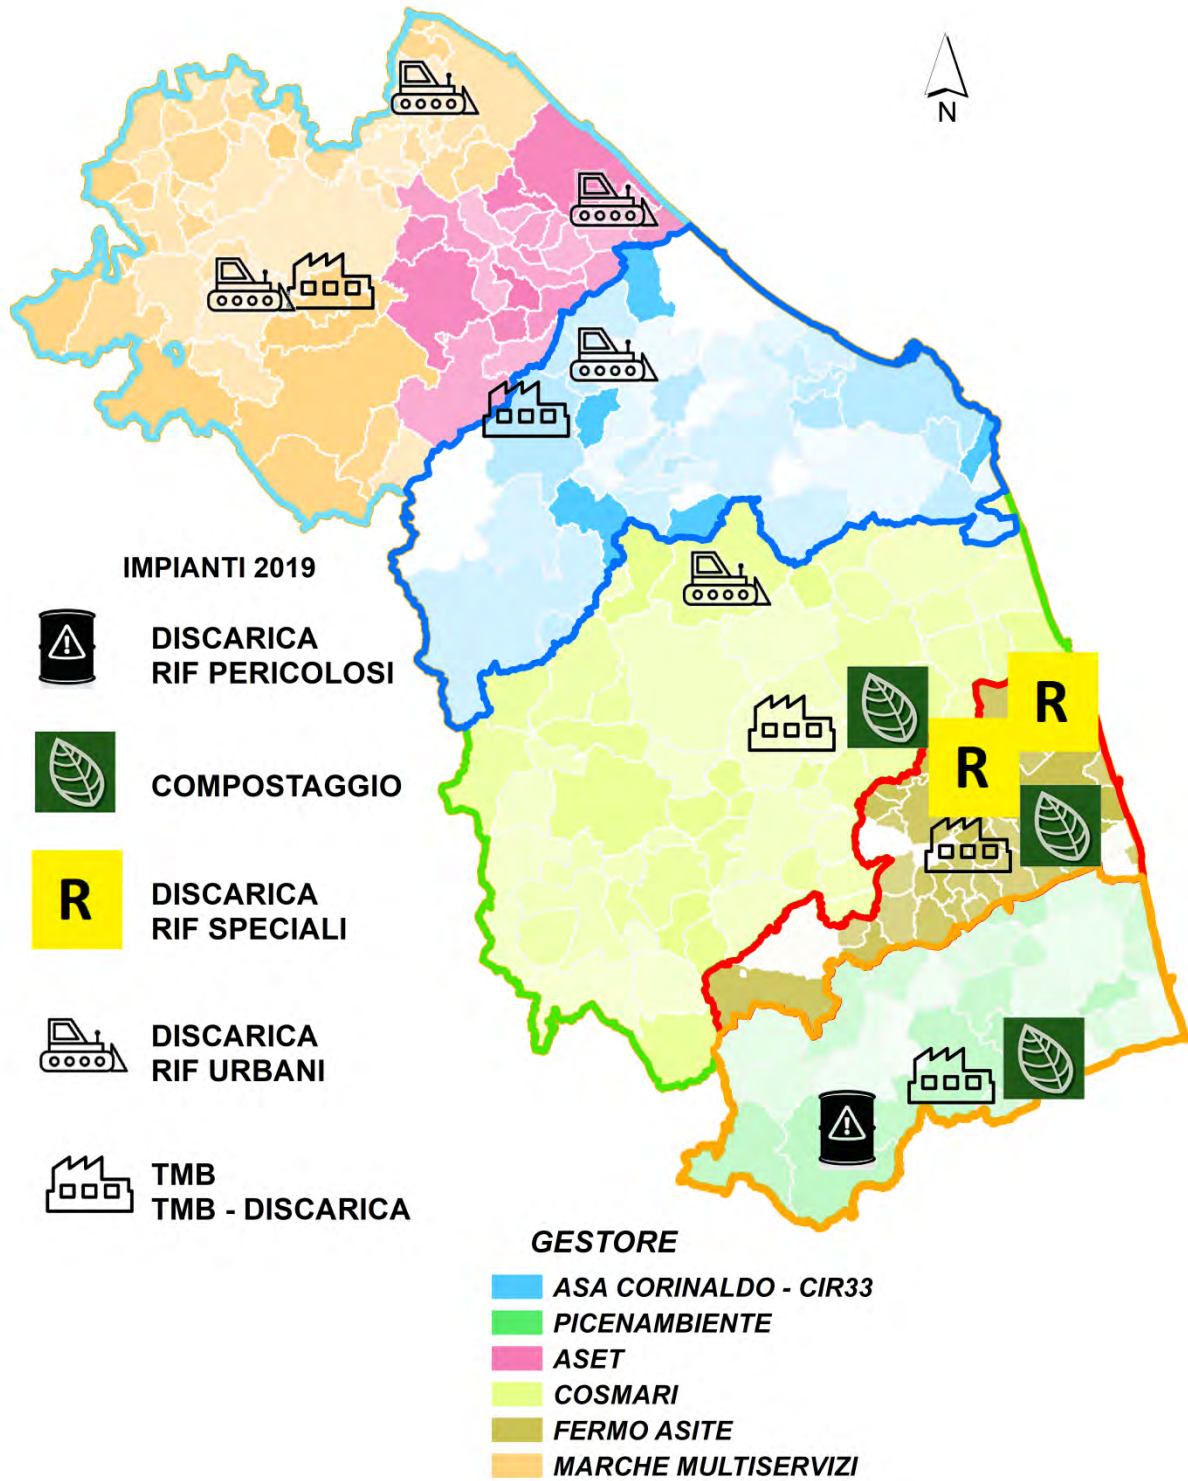 N
R
R
IMPIANTI 2019
DISCARICA
RIF PERICOLOSI
COMPOSTAGGIO
R
DISCARICA
RIF SPECIALI
DISCARICA
RIF URBANI
TMB
TMB - DISCARICA
GESTORE
ASA CORINALDO - CIR33
PICENAMBIENTE
ASET
COSMARI
FERMO ASITE
MARCHE MULTISERVIZI